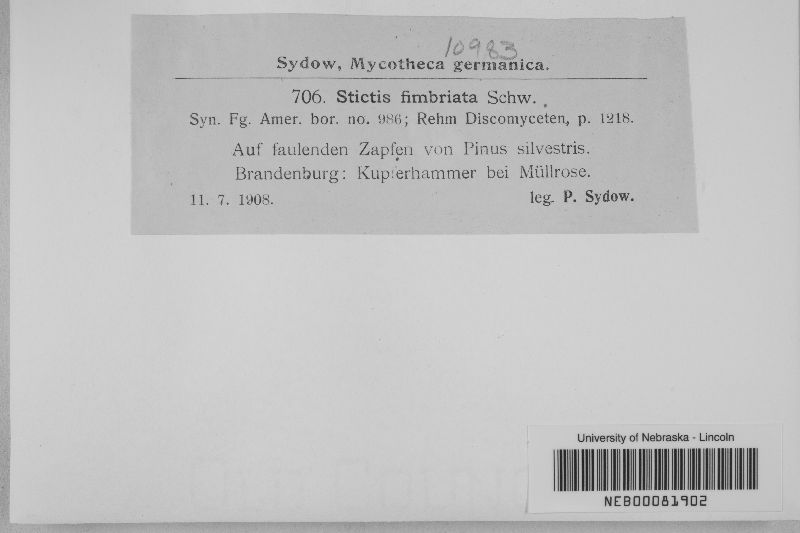 10983
Sydow, Mycotheca germanica.
706. Stictis fimbriata Schw.
Syn. Fg. Amer. bor. no. 986; Rehm Discomyceten, p. 1218.
Auf faulenden Zapfen von Pinus silvestris.
Brandenburg: Kupferhammer bei Müllrose.
11. 7. 1908. leg. P. Sydow.
University of Nebraska - Lincoln
NEB00081902